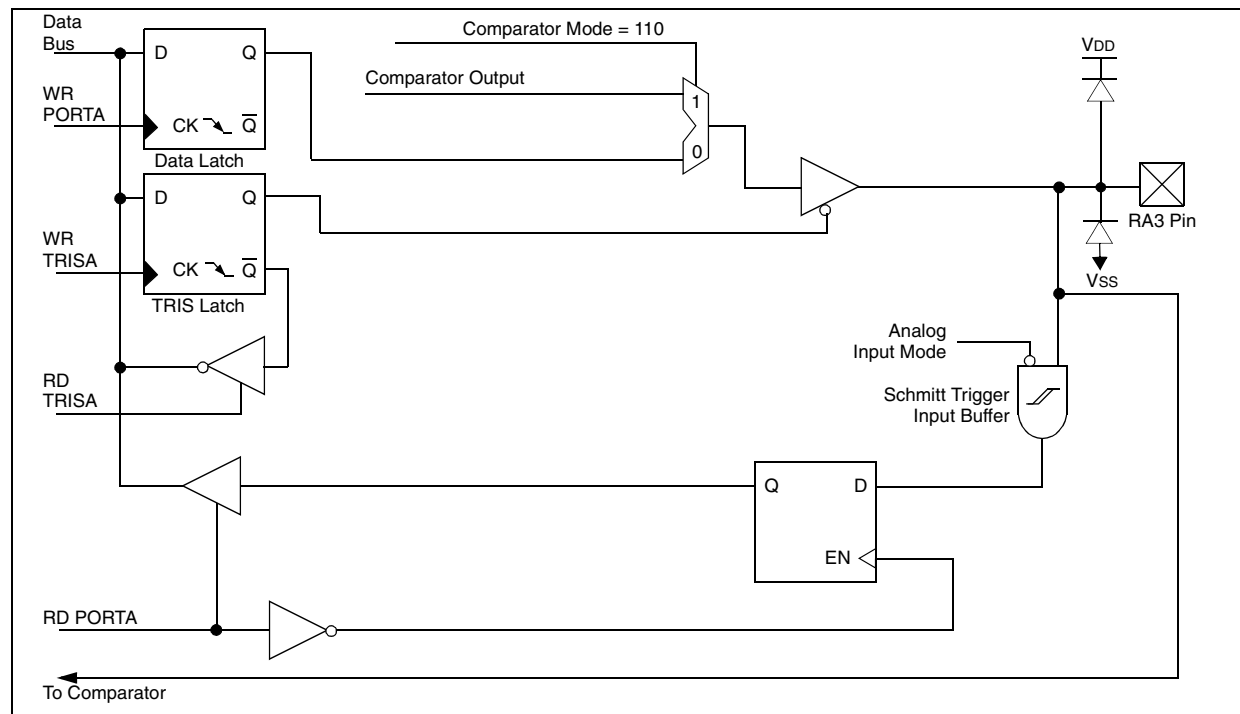 Data
Bus
D
Q
WR
PORTA
CK
Q
Data Latch
Comparator Mode = 110
Comparator Output
1
0
VDD
RA3 Pin
VSS
D
Q
WR
TRISA
CK
Q
TRIS Latch
RD
TRISA
Analog
Input Mode
Schmitt Trigger
Input Buffer
Q
D
EN
RD PORTA
To Comparator